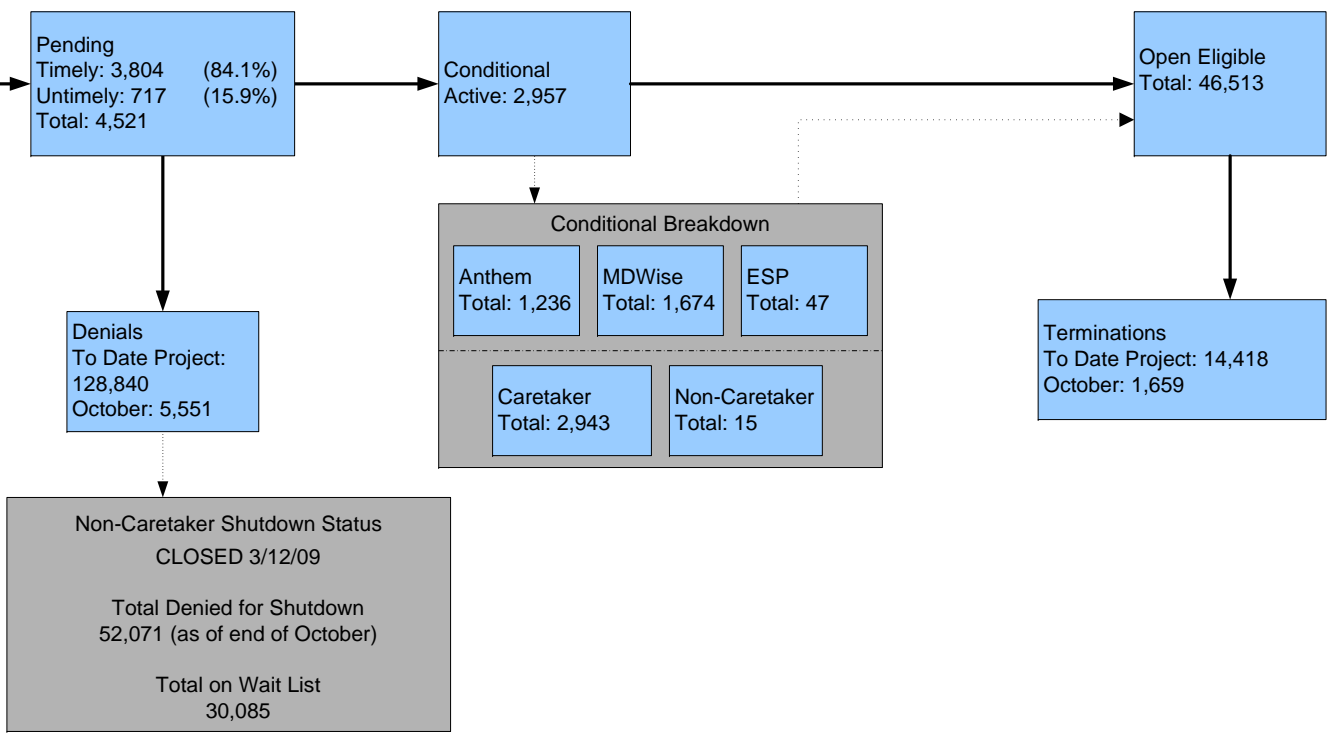 Pending
Timely: 3,804 (84.1%)
Untimely: 717 (15.9%)
Total: 4,521
Conditional
Active: 2,957
Open Eligible
Total: 46,513
Conditional Breakdown
Anthem
Total: 1,236
MDWise
Total: 1,674
ESP
Total: 47
Caretaker
Total: 2,943
Non-Caretaker
Total: 15
Denials
To Date Project:
128,840
October: 5,551
Terminations
To Date Project: 14,418
October: 1,659
Non-Caretaker Shutdown Status
CLOSED 3/12/09
Total Denied for Shutdown
52,071 (as of end of October)
Total on Wait List
30,085